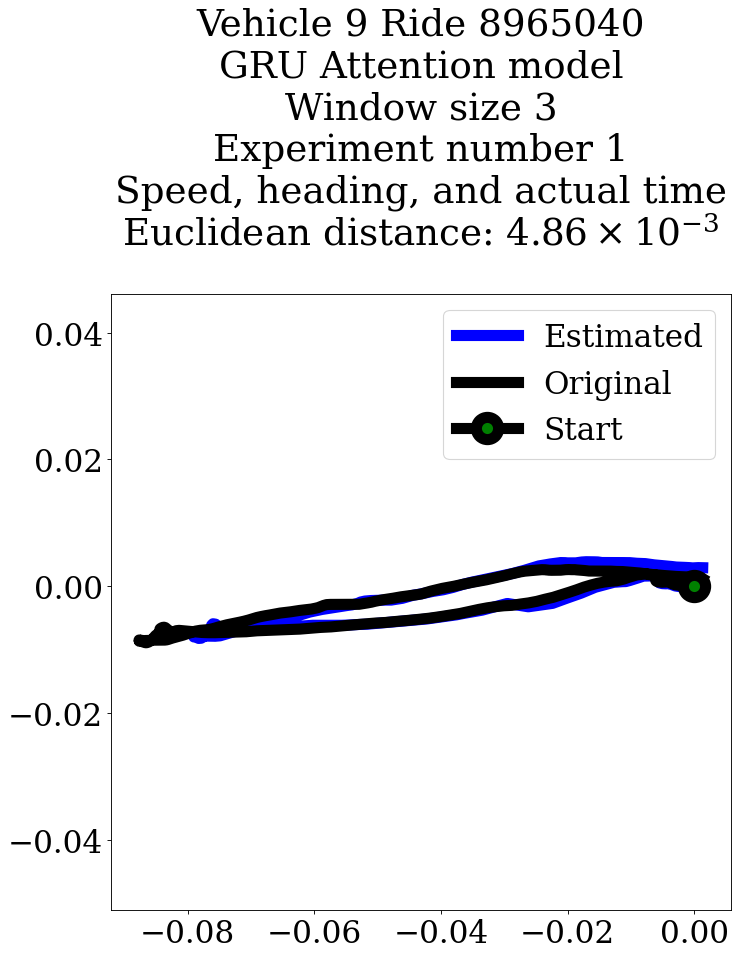 Vehicle 9 Ride 8965040
GRU Attention model
Window size 3
Experiment number 1
Speed, heading, and actual time
Euclidean distance: 4.86 × 10⁻³
Estimated
Original
Start
0.04
0.02
0.00
−0.02
−0.04
−0.08
−0.06
−0.04
−0.02
0.00